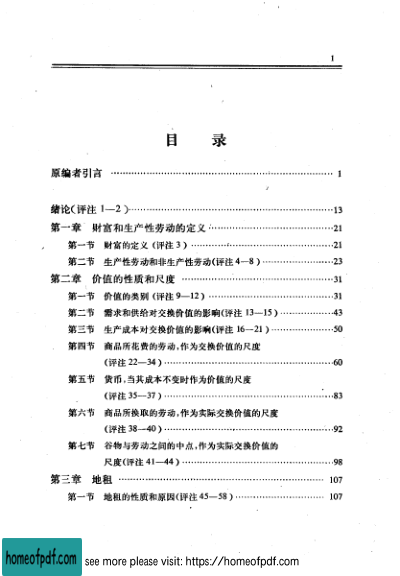 1
目 录
原编者引言 ……………………………………………… 1
绪论(评注 1—2 ) ……………………………………………13
第一章 财富和生产性劳动的定义 ……………………………21
第一节 财富的定义 (评注 3 ) ………………………………21
第二节 生产性劳动和非生产性劳动(评注 4—8 ) ……………23
第二章 价值的性质和尺度 ……………………………………31
第一节 价值的类别 (评注 9—12 ) …………………………31
第二节 需求和供给对交换价值的影响(评注 13—15 ) ………43
第三节 生产成本对交换价值的影响(评注 16—21 ) …………50
第四节 商品所花费的劳动,作为交换价值的尺度
(评注 22—34 ) ………………………………………………60
第五节 货币,当其成本不变时作为价值的尺度
(评注 35—37 ) ………………………………………………83
第六节 商品所换取的劳动,作为实际交换价值的尺度
(评注 38—40 ) ………………………………………………92
第七节 谷物与劳动之间的中点,作为实际交换价值的
尺度(评注 41—44 ) …………………………………………98
第三章 地租 …………………………………………………… 107
第一节 地租的性质和原因(评注 45—58 ) ………………… 107
homeofpdf.com see more please visit: https://homeofpdf.com